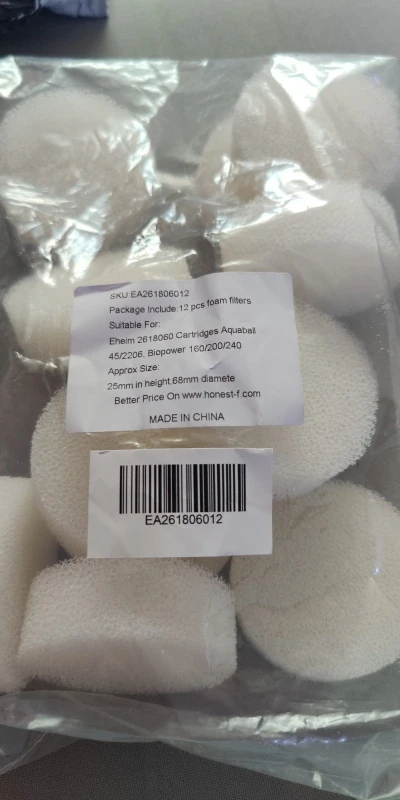 SKU:EA261806012
Package Include:12 pcs foam filters
Suitable For:
Eheim 2618060 Cartridges Aquaball
45/2206, Biopower 160/200/240
Approx Size:
25mm in height,68mm diamete
Better Price On www.honest-f.com
MADE IN CHINA
EA261806012